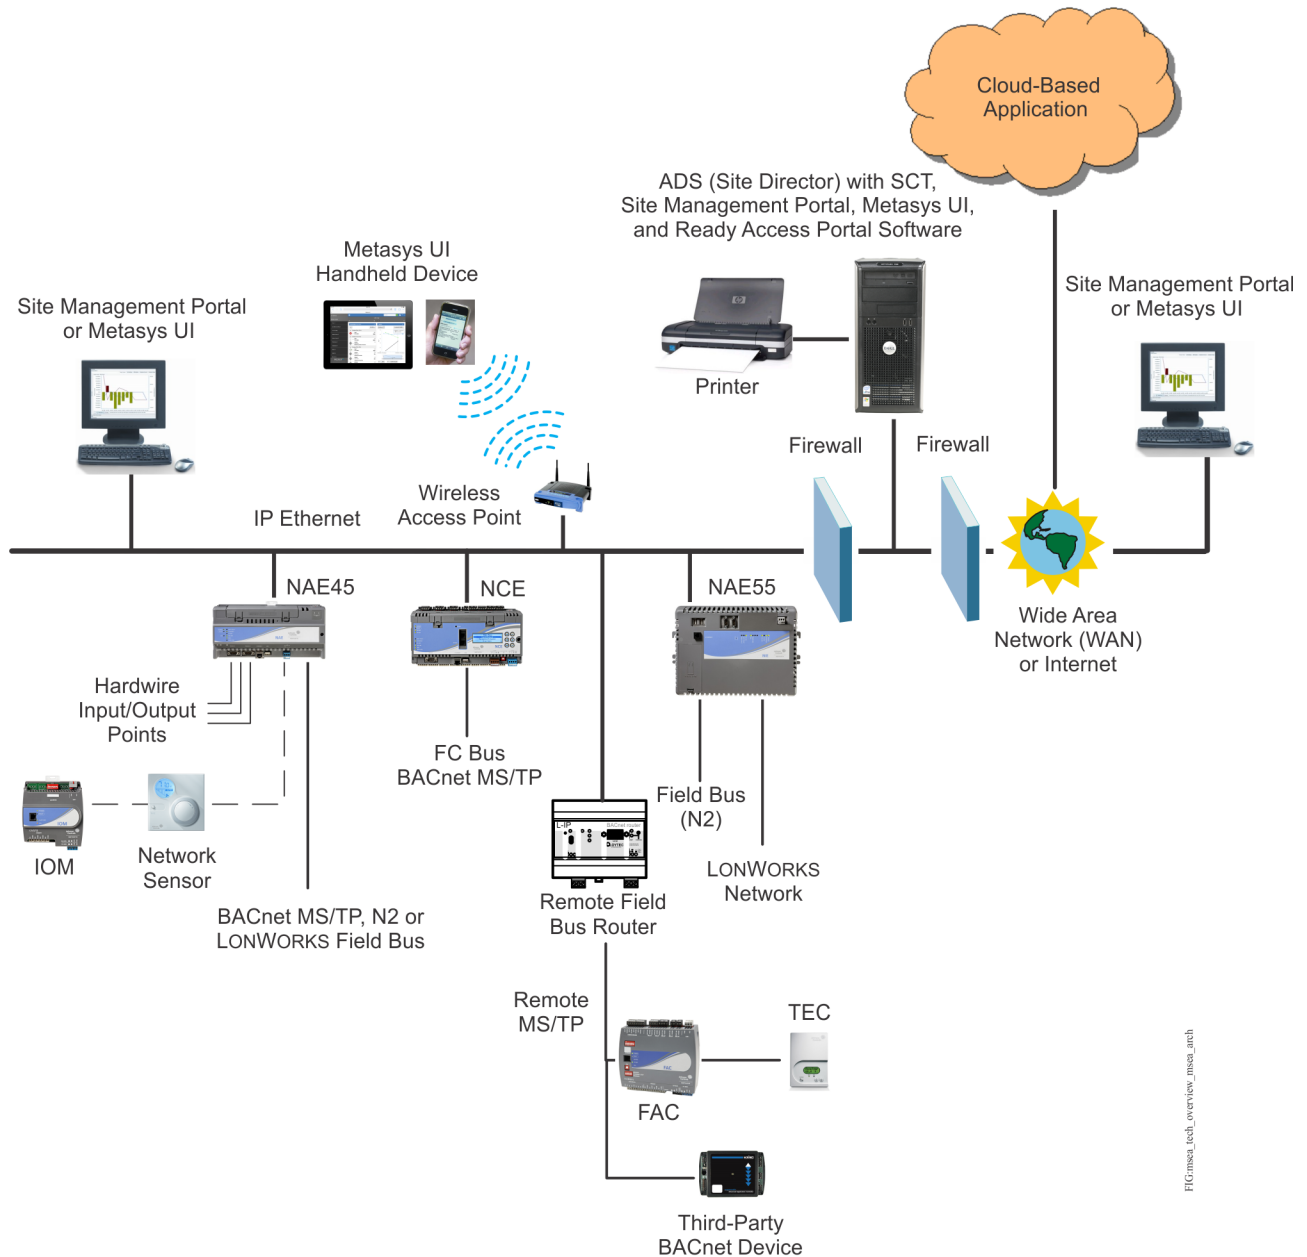 Cloud-Based
Application
ADS (Site Director) with SCT,
Site Management Portal, Metasys UI,
and Ready Access Portal Software
Metasys UI
Handheld Device
Site Management Portal
or Metasys UI
Site Management Portal
or Metasys UI
Printer
Firewall
Firewall
Wireless
Access Point
IP Ethernet
NAE45
NCE
NAE55
Wide Area
Network (WAN)
or Internet
Hardwire
Input/Output
Points
FC Bus
BACnet MS/TP
Field Bus
(N2)
L-IP
BACnet router
IOM
Network
Sensor
LONWORKS
Network
Remote Field
Bus Router
BACnet MS/TP, N2 or
LONWORKS Field Bus
Remote
MS/TP
TEC
FAC
FAC
Third-Party
BACnet Device
FIG:msea_tech_overview_msea_arch